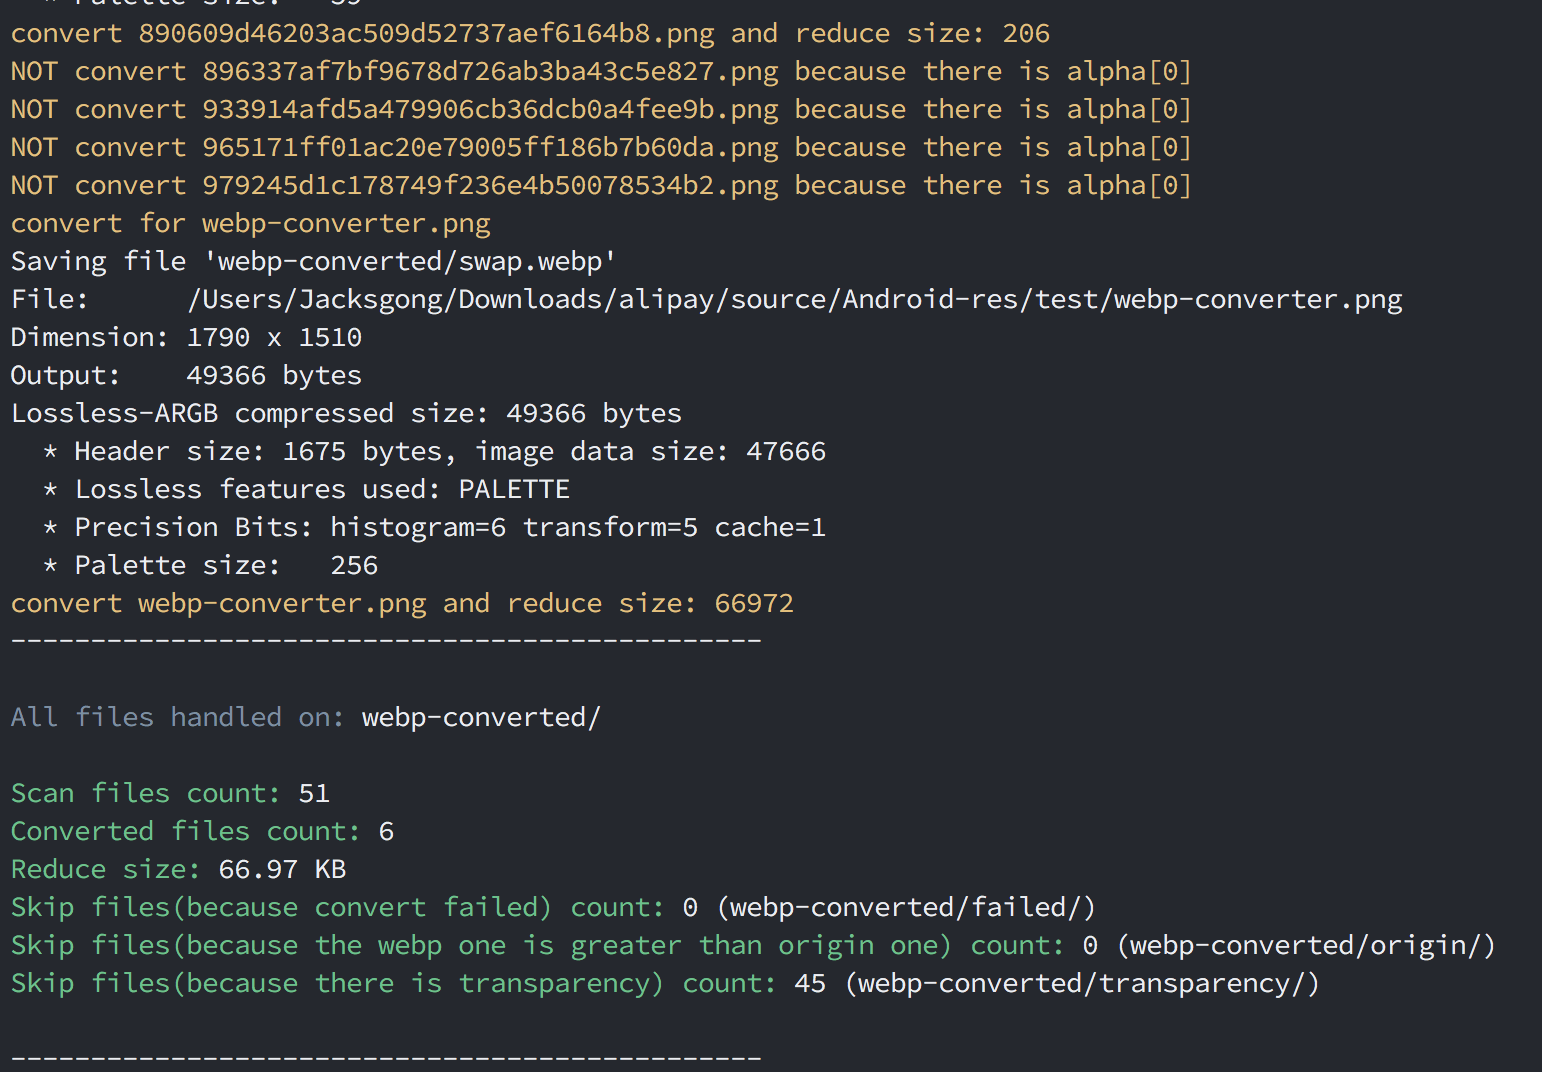 * Palette size:   59
convert 890609d46203ac509d52737aef6164b8.png and reduce size: 206
NOT convert 896337af7bf9678d726ab3ba43c5e827.png because there is alpha[0]
NOT convert 933914afd5a479906cb36dcb0a4fee9b.png because there is alpha[0]
NOT convert 965171ff01ac20e79005ff186b7b60da.png because there is alpha[0]
NOT convert 979245d1c178749f236e4b50078534b2.png because there is alpha[0]
convert for webp-converter.png
Saving file 'webp-converted/swap.webp'
File:      /Users/Jacksgong/Downloads/alipay/source/Android-res/test/webp-converter.png
Dimension: 1790 x 1510
Output:    49366 bytes
Lossless-ARGB compressed size: 49366 bytes
  * Header size: 1675 bytes, image data size: 47666
  * Lossless features used: PALETTE
  * Precision Bits: histogram=6 transform=5 cache=1
  * Palette size:   256
convert webp-converter.png and reduce size: 66972
-----------------------------------------------
All files handled on: webp-converted/
Scan files count: 51
Converted files count: 6
Reduce size: 66.97 KB
Skip files(because convert failed) count: 0 (webp-converted/failed/)
Skip files(because the webp one is greater than origin one) count: 0 (webp-converted/origin/)
Skip files(because there is transparency) count: 45 (webp-converted/transparency/)
-----------------------------------------------